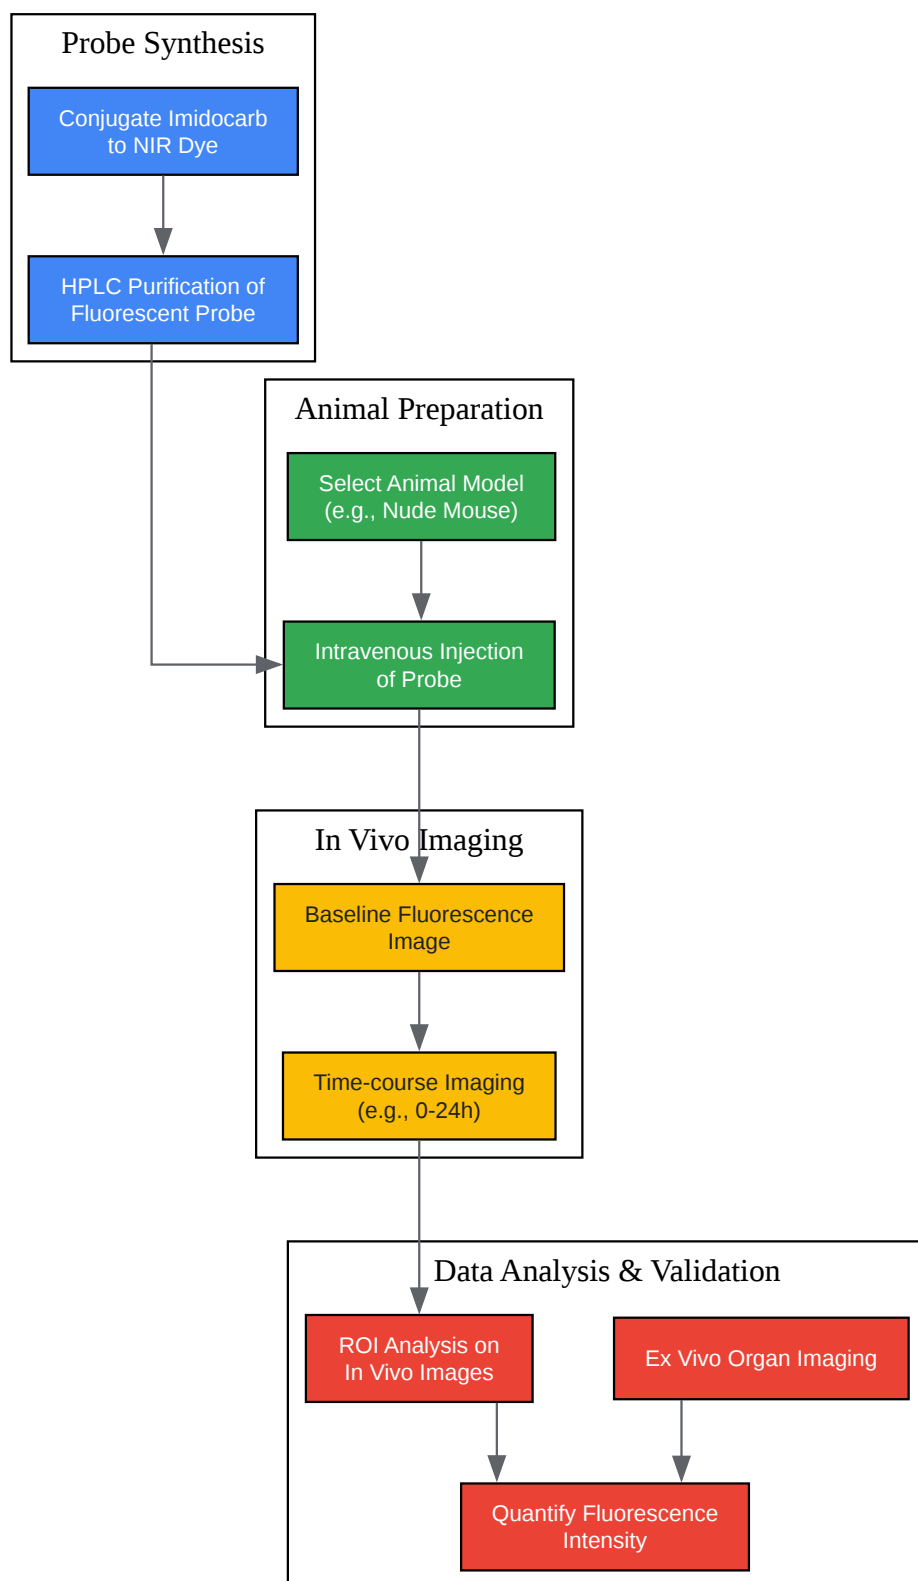 Probe Synthesis
Conjugate Imidocarb
to NIR Dye
HPLC Purification of
Fluorescent Probe
Animal Preparation
Select Animal Model
(e.g., Nude Mouse)
Intravenous Injection
of Probe
In Vivo Imaging
Baseline Fluorescence
Image
Time-course Imaging
(e.g., 0-24h)
Data Analysis & Validation
ROI Analysis on
In Vivo Images
Ex Vivo Organ Imaging
Quantify Fluorescence
Intensity